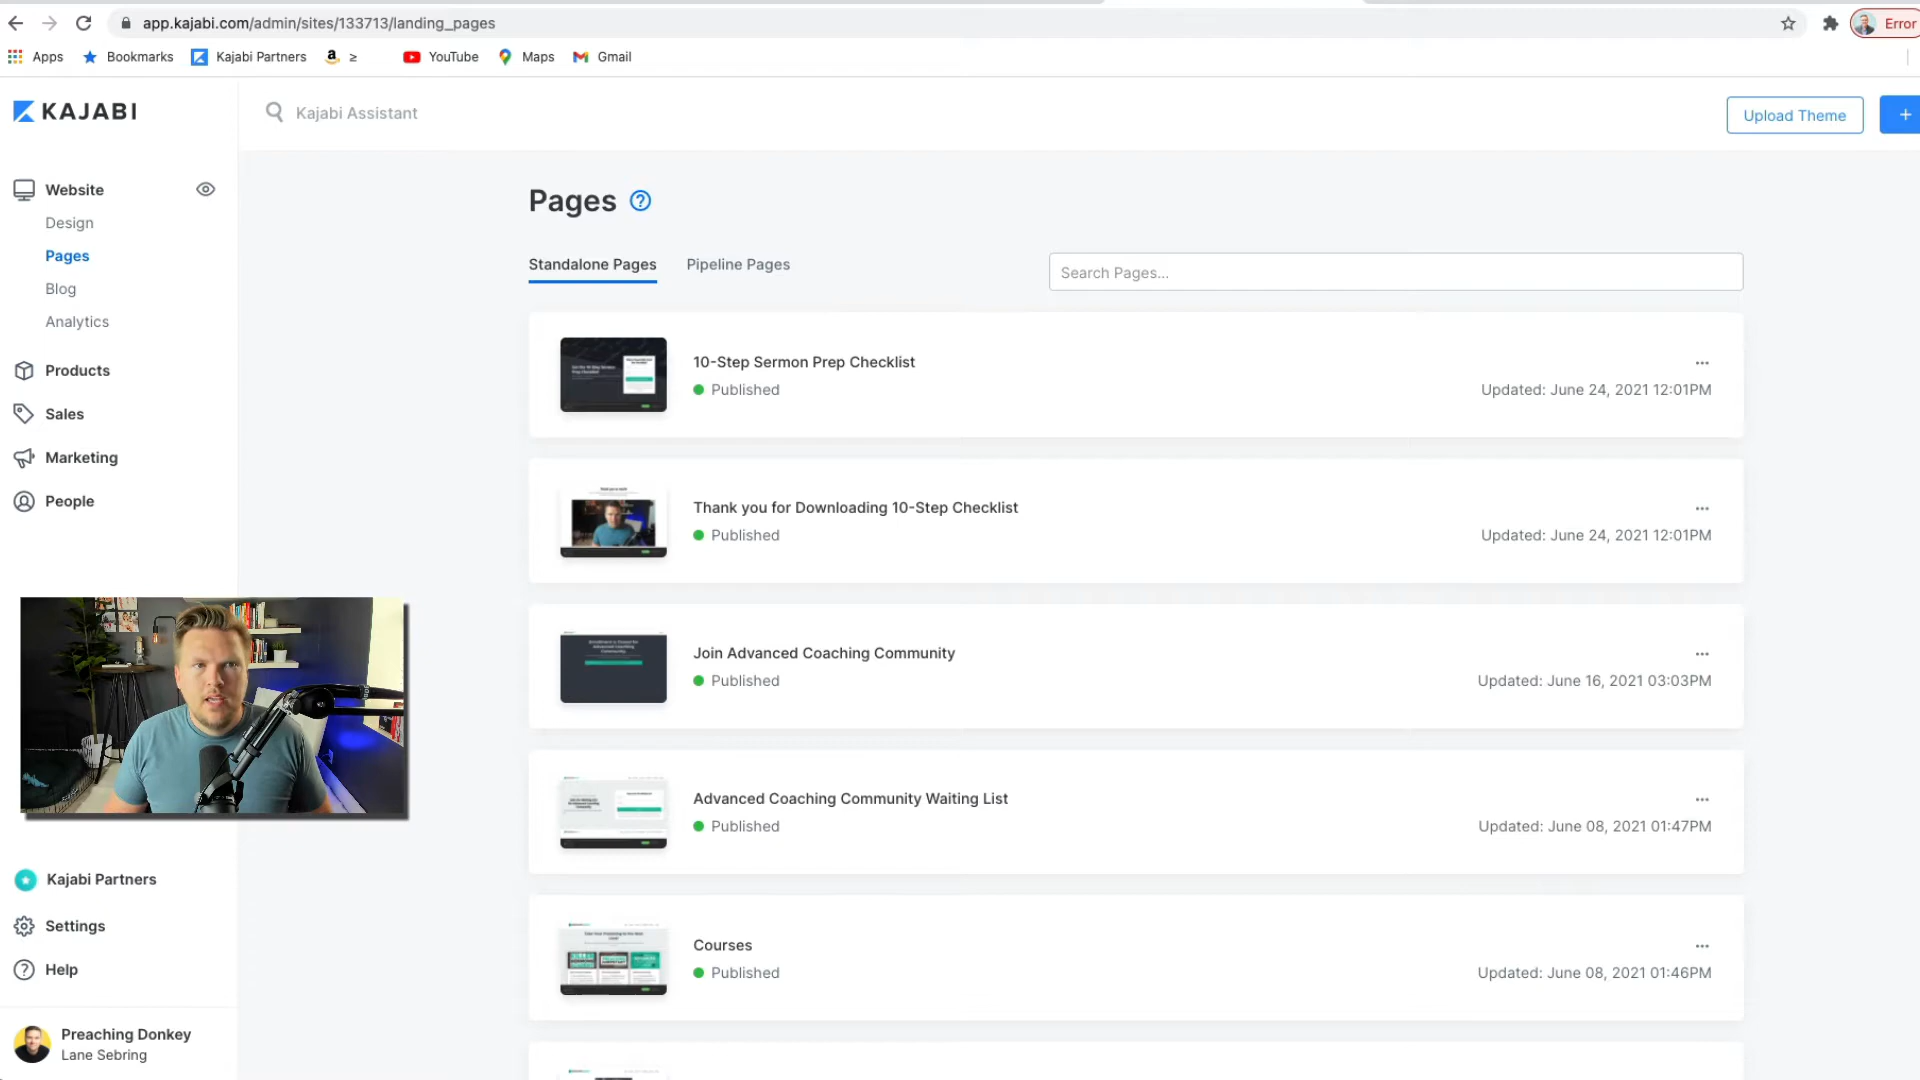 app.kajabi.com/admin/sites/133713/landing_pages
Error
Apps
Bookmarks
Kajabi Partners
≥
YouTube
Maps
Gmail
KAJABI
Kajabi Assistant
Upload Theme
+
Website
Design
Pages
Blog
Analytics
Products
Sales
Marketing
People
Kajabi Partners
Settings
Help
Preaching Donkey
Lane Sebring
Pages
Standalone Pages
Pipeline Pages
Search Pages...
10-Step Sermon Prep Checklist
Published
Updated: June 24, 2021 12:01PM
Thank you for Downloading 10-Step Checklist
Published
Updated: June 24, 2021 12:01PM
Join Advanced Coaching Community
Published
Updated: June 16, 2021 03:03PM
Advanced Coaching Community Waiting List
Published
Updated: June 08, 2021 01:47PM
Courses
Published
Updated: June 08, 2021 01:46PM